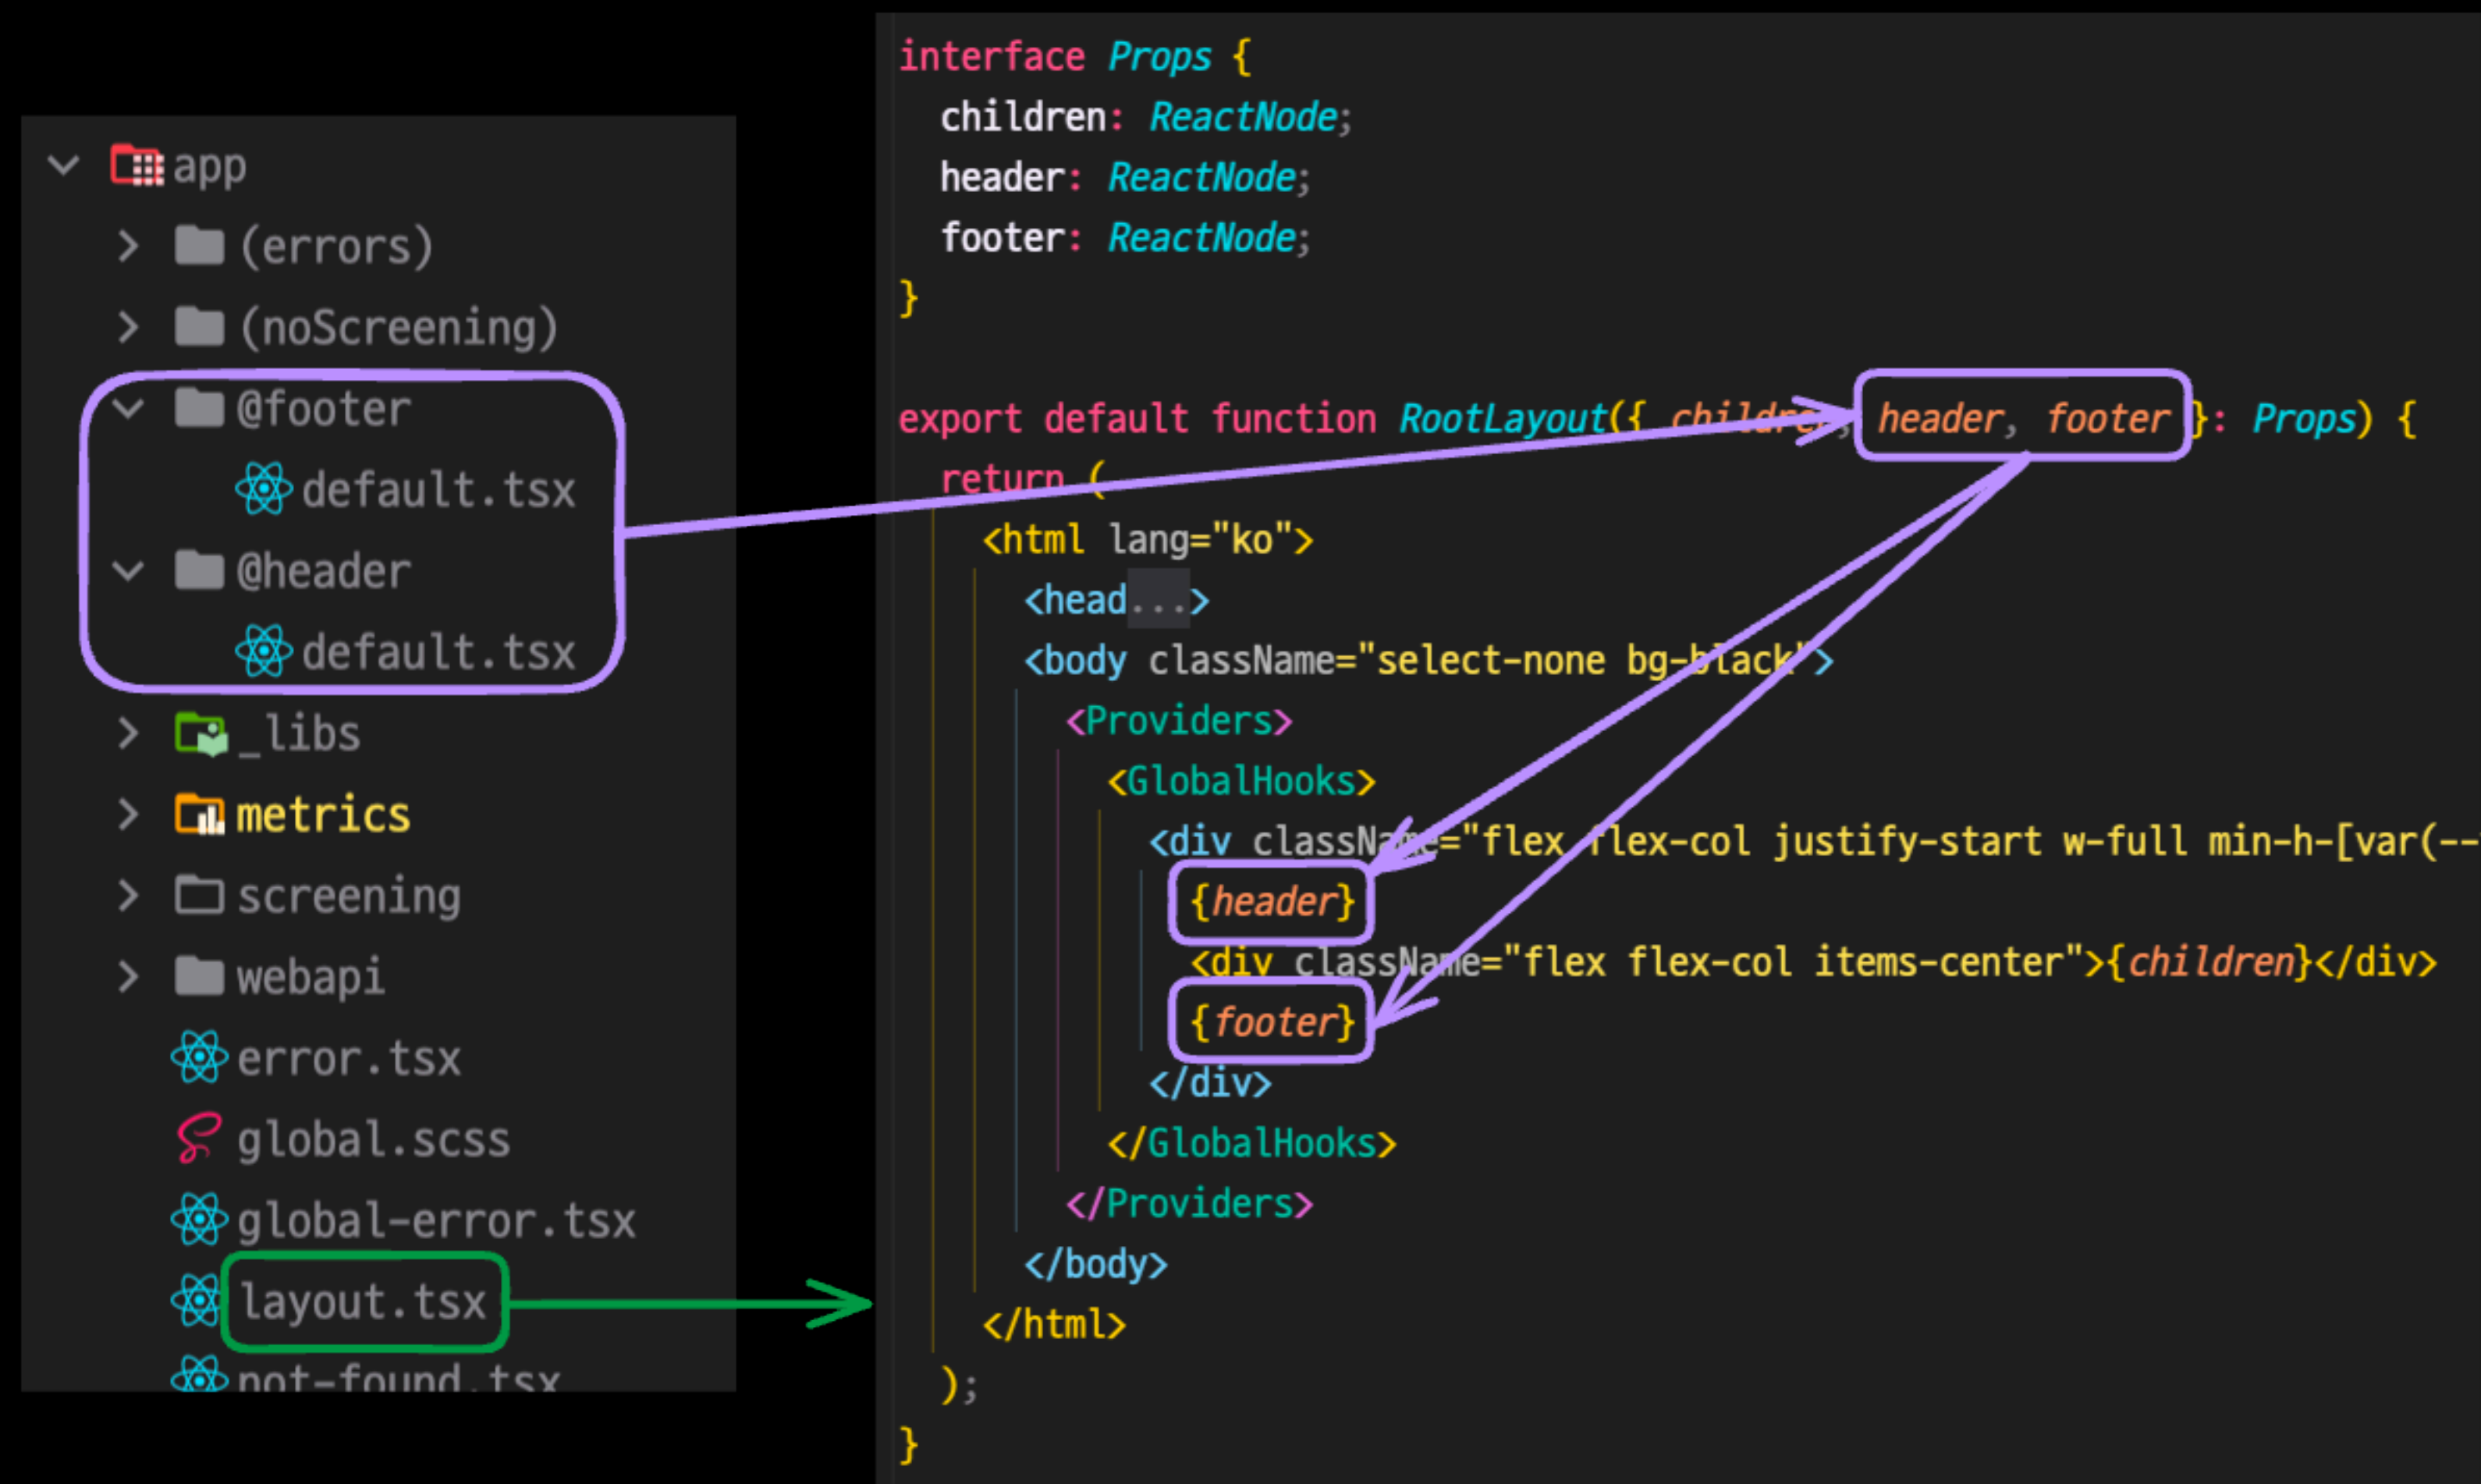 app
(errors)
(noScreening)
@footer
default.tsx
@header
default.tsx
_libs
metrics
screening
webapi
error.tsx
global.scss
global-error.tsx
layout.tsx
not-found.tsx
interface Props {
children: ReactNode;
header: ReactNode;
footer: ReactNode;
}
export default function RootLayout({ children, header, footer }: Props) {
return (
<html lang="ko">
<head...>
<body className="select-none bg-black">
<Providers>
<GlobalHooks>
<div className="flex flex-col justify-start w-full min-h-[var(--
{header}
<div className="flex flex-col items-center">{children}</div>
{footer}
</div>
</GlobalHooks>
</Providers>
</body>
</html>
);
}